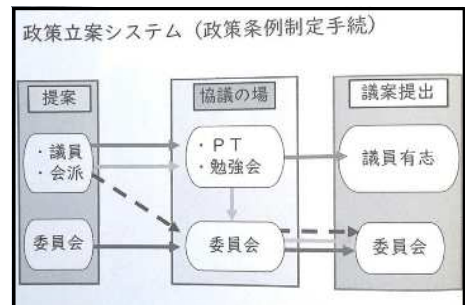 政策立案システム（政策条例制定手続）
提案
協議の場
議案提出
・議員
・会派
・ＰＴ
・勉強会
議員有志
委員会
委員会
委員会